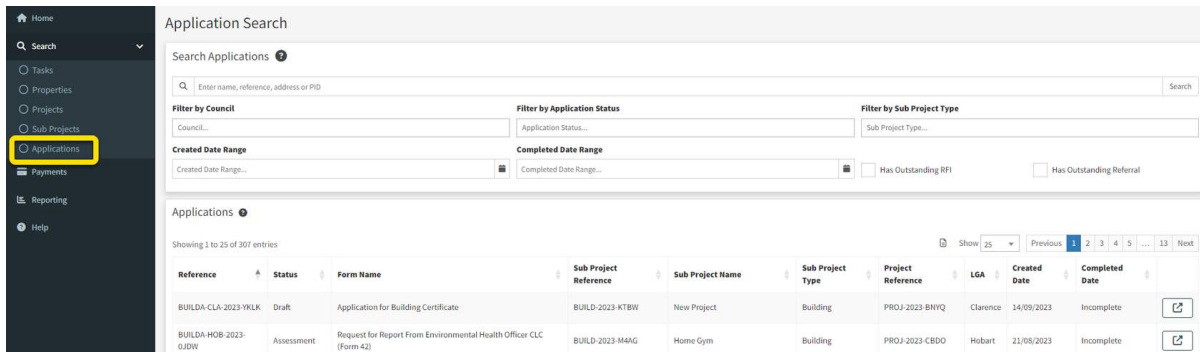 Home
Search
Tasks
Properties
Projects
Sub Projects
Applications
Payments
Reporting
Help
Application Search
Search Applications ?
Enter name, reference, address or PID Search
Filter by Council Filter by Application Status Filter by Sub Project Type
Council... Application Status... Sub Project Type...
Created Date Range Completed Date Range
Created Date Range... Completed Date Range... Has Outstanding RFI Has Outstanding Referral
Applications ?
Showing 1 to 25 of 307 entries Show 25 Previous 1 2 3 4 5 ... 13 Next
Reference Status Form Name Sub Project Reference Sub Project Name Sub Project Type Project Reference LGA Created Date Completed Date
BUILDA-CLA-2023-YKLK Draft Application for Building Certificate BUILD-2023-KTBW New Project Building PROJ-2023-BNYQ Clarence 14/09/2023 Incomplete
BUILDA-HOB-2023-0JDW Assessment Request for Report From Environmental Health Officer CLC (Form 42) BUILD-2023-M4AG Home Gym Building PROJ-2023-CBDO Hobart 21/08/2023 Incomplete